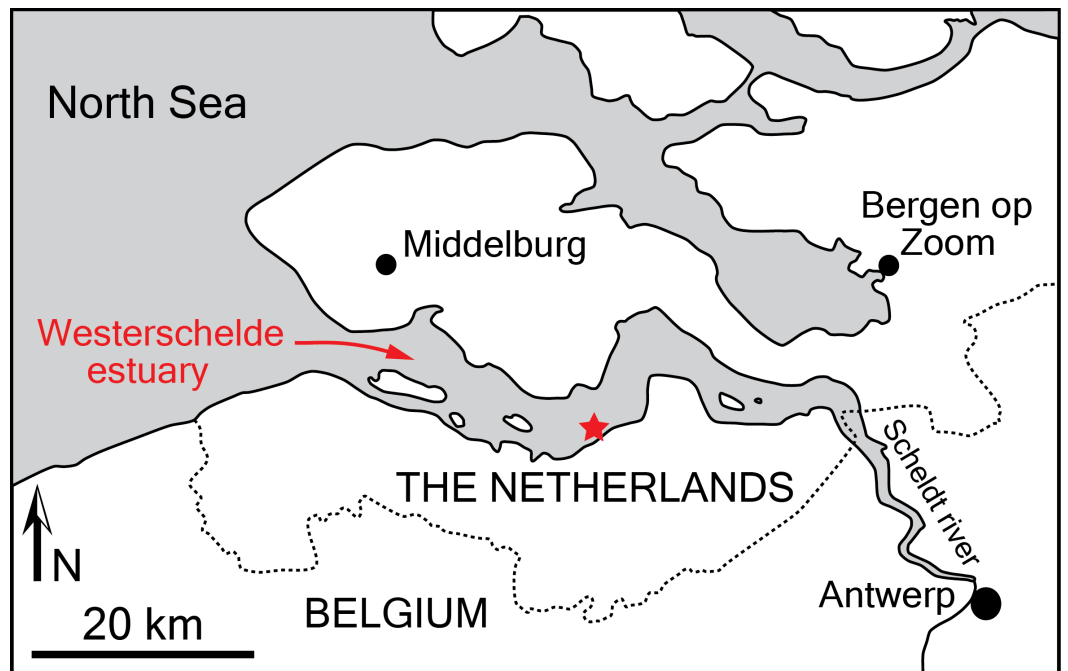 North Sea
Bergen op
Zoom
Middelburg
Westerschelde
estuary
Scheldt river
THE NETHERLANDS
N
Antwerp
BELGIUM
20 km